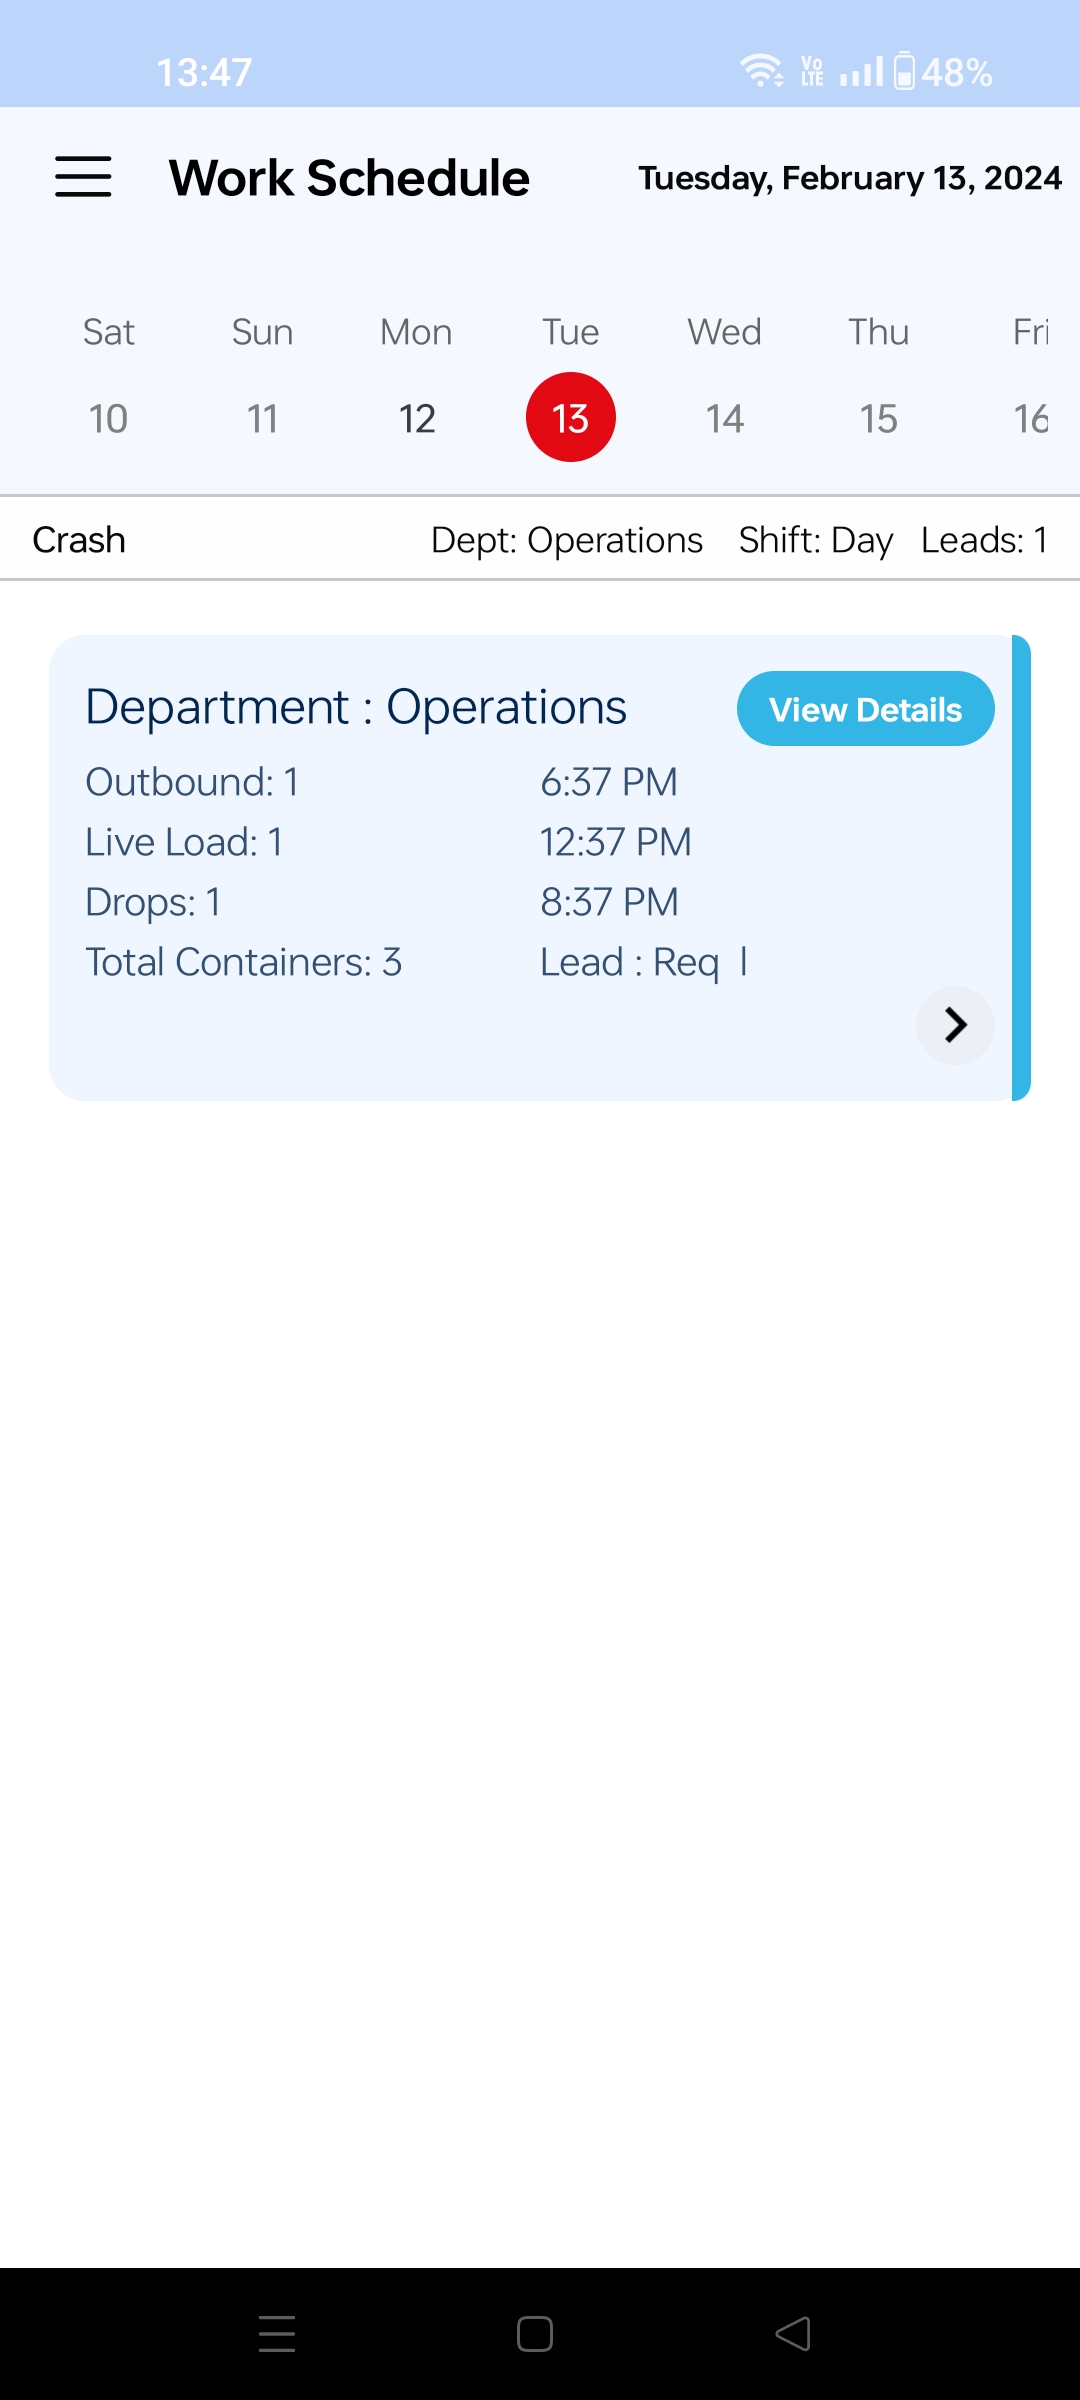 13:47 Vo LTE 48%
Work Schedule Tuesday, February 13, 2024
Sat Sun Mon Tue Wed Thu Fri
10 11 12 13 14 15 16
Crash Dept: Operations Shift: Day Leads: 1
Department : Operations View Details
Outbound: 1 6:37 PM
Live Load: 1 12:37 PM
Drops: 1 8:37 PM
Total Containers: 3 Lead : Req l